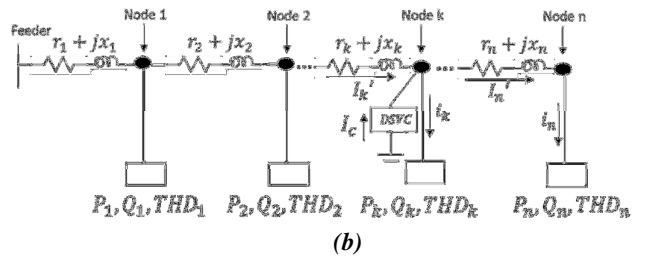 Node 1 Node 2 Node k Node n
Feeder
r₁ + jx₁ r₂ + jx₂ rₖ + jxₖ rₙ + jxₙ
Iₖ' Iₙ'
I_c DSVC iₖ iₙ
P₁, Q₁, THD₁ P₂, Q₂, THD₂ Pₖ, Qₖ, THDₖ Pₙ, Qₙ, THDₙ
(b)